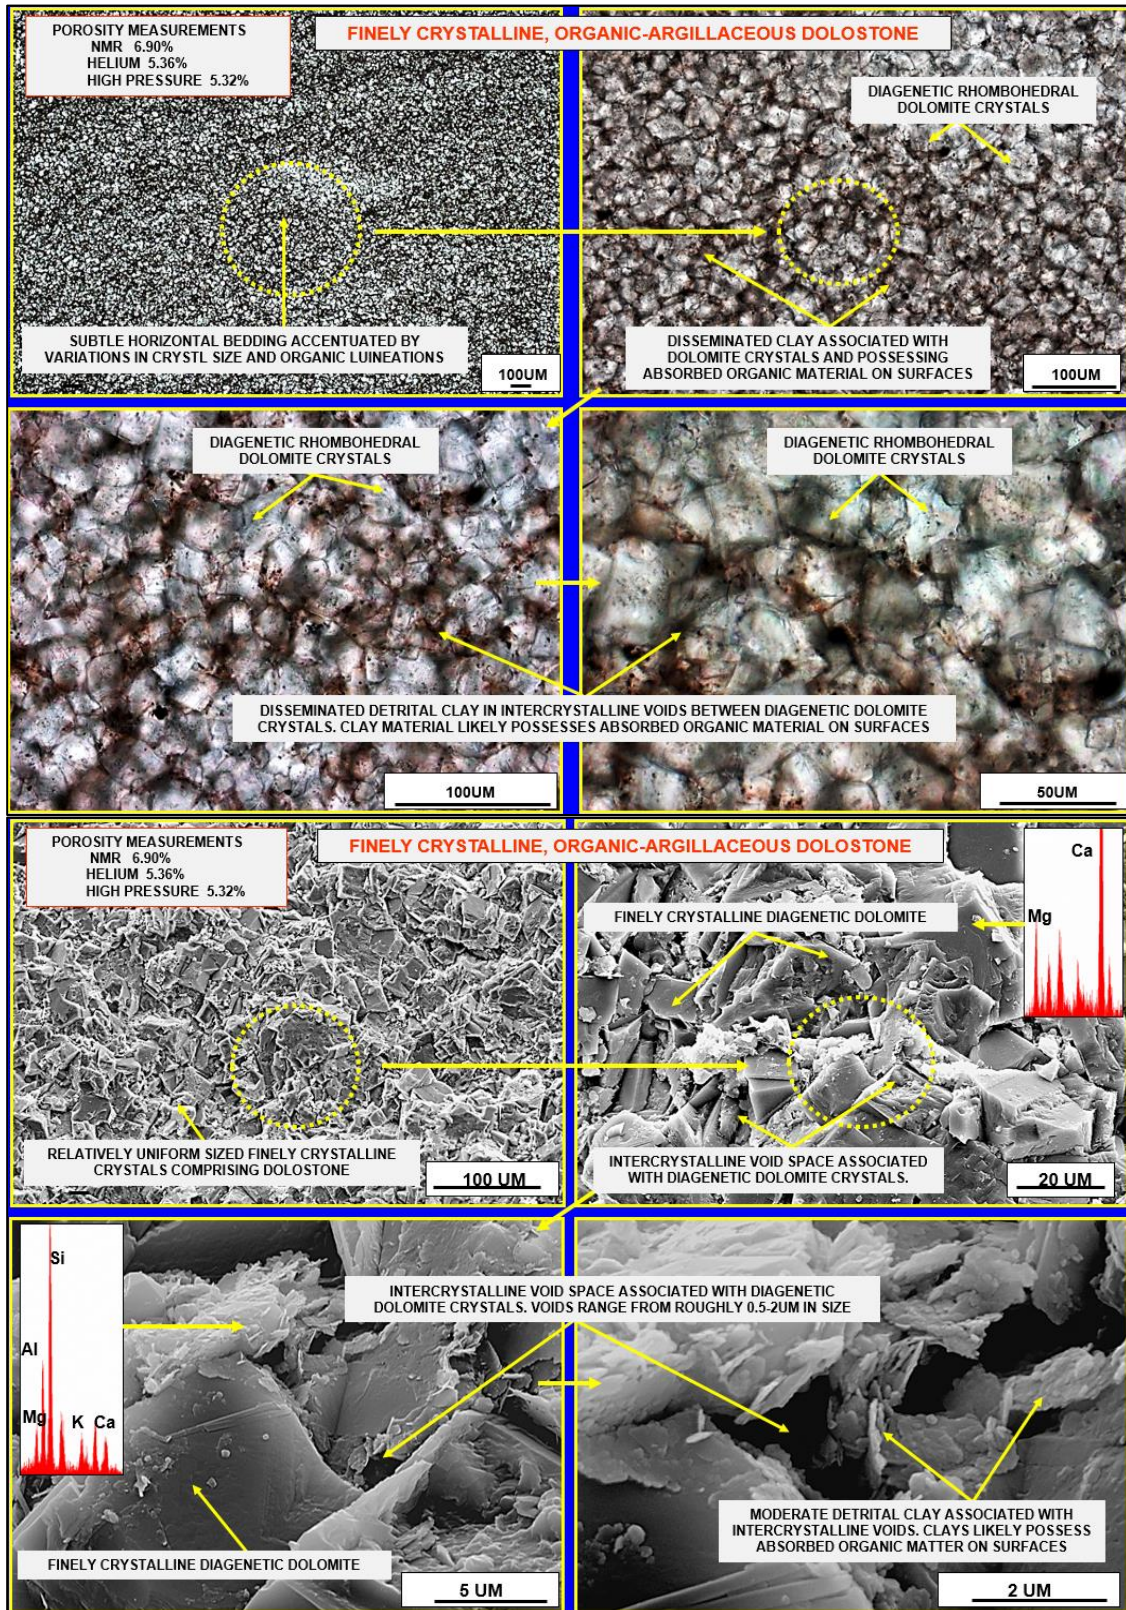 POROSITY MEASUREMENTS
NMR 6.90%
HELIUM 5.36%
HIGH PRESSURE 5.32%
FINELY CRYSTALLINE, ORGANIC-ARGILLACEOUS DOLOSTONE
DIAGENETIC RHOMBOHEDRAL
DOLOMITE CRYSTALS
SUBTLE HORIZONTAL BEDDING ACCENTUATED BY
VARIATIONS IN CRYSTL SIZE AND ORGANIC LUINEATIONS
100UM
DISSEMINATED CLAY ASSOCIATED WITH
DOLOMITE CRYSTALS AND POSSESSING
ABSORBED ORGANIC MATERIAL ON SURFACES
100UM
DIAGENETIC RHOMBOHEDRAL
DOLOMITE CRYSTALS
DIAGENETIC RHOMBOHEDRAL
DOLOMITE CRYSTALS
DISSEMINATED DETRITAL CLAY IN INTERCRYSTALLINE VOIDS BETWEEN DIAGENETIC DOLOMITE
CRYSTALS. CLAY MATERIAL LIKELY POSSESSES ABSORBED ORGANIC MATERIAL ON SURFACES
100UM
50UM
POROSITY MEASUREMENTS
NMR 6.90%
HELIUM 5.36%
HIGH PRESSURE 5.32%
FINELY CRYSTALLINE, ORGANIC-ARGILLACEOUS DOLOSTONE
Ca
Mg
FINELY CRYSTALLINE DIAGENETIC DOLOMITE
RELATIVELY UNIFORM SIZED FINELY CRYSTALLINE
CRYSTALS COMPRISING DOLOSTONE
100 UM
INTERCRYSTALLINE VOID SPACE ASSOCIATED
WITH DIAGENETIC DOLOMITE CRYSTALS.
20 UM
Si
Al
Mg
K
Ca
INTERCRYSTALLINE VOID SPACE ASSOCIATED WITH DIAGENETIC
DOLOMITE CRYSTALS. VOIDS RANGE FROM ROUGHLY 0.5-2UM IN SIZE
FINELY CRYSTALLINE DIAGENETIC DOLOMITE
5 UM
MODERATE DETRITAL CLAY ASSOCIATED WITH
INTERCRYSTALLINE VOIDS. CLAYS LIKELY POSSESS
ABSORBED ORGANIC MATTER ON SURFACES
2 UM